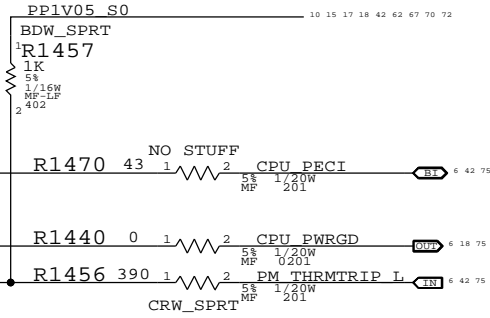 PP1V05_S0 10 15 17 18 42 62 67 70 72
BDW_SPRT
1 R1457
1K
5%
1/16W
MF-LF
2 402
NO STUFF
R1470 43 1 2 CPU_PECI BI 6 42 75
5% 1/20W
MF 201
R1440 0 1 2 CPU_PWRGD OUT 6 18 75
5% 1/20W
MF 0201
R1456 390 1 2 PM_THRMTRIP_L IN 6 42 75
5% 1/20W
CRW_SPRT MF 201